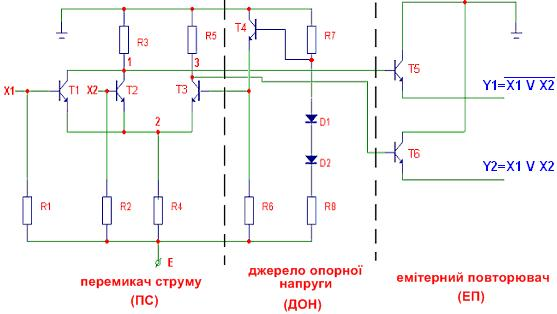 T4
R3
R5
R7
1
3
T5
X1
T1
X2
T2
T3
Y1=X1 V X2
D1
2
T6
D2
Y2=X1 V X2
R1
R2
R4
R6
R8
E
перемикач струму
(ПС)
джерело опорної
напруги
(ДОН)
емітерний повторювач
(ЕП)